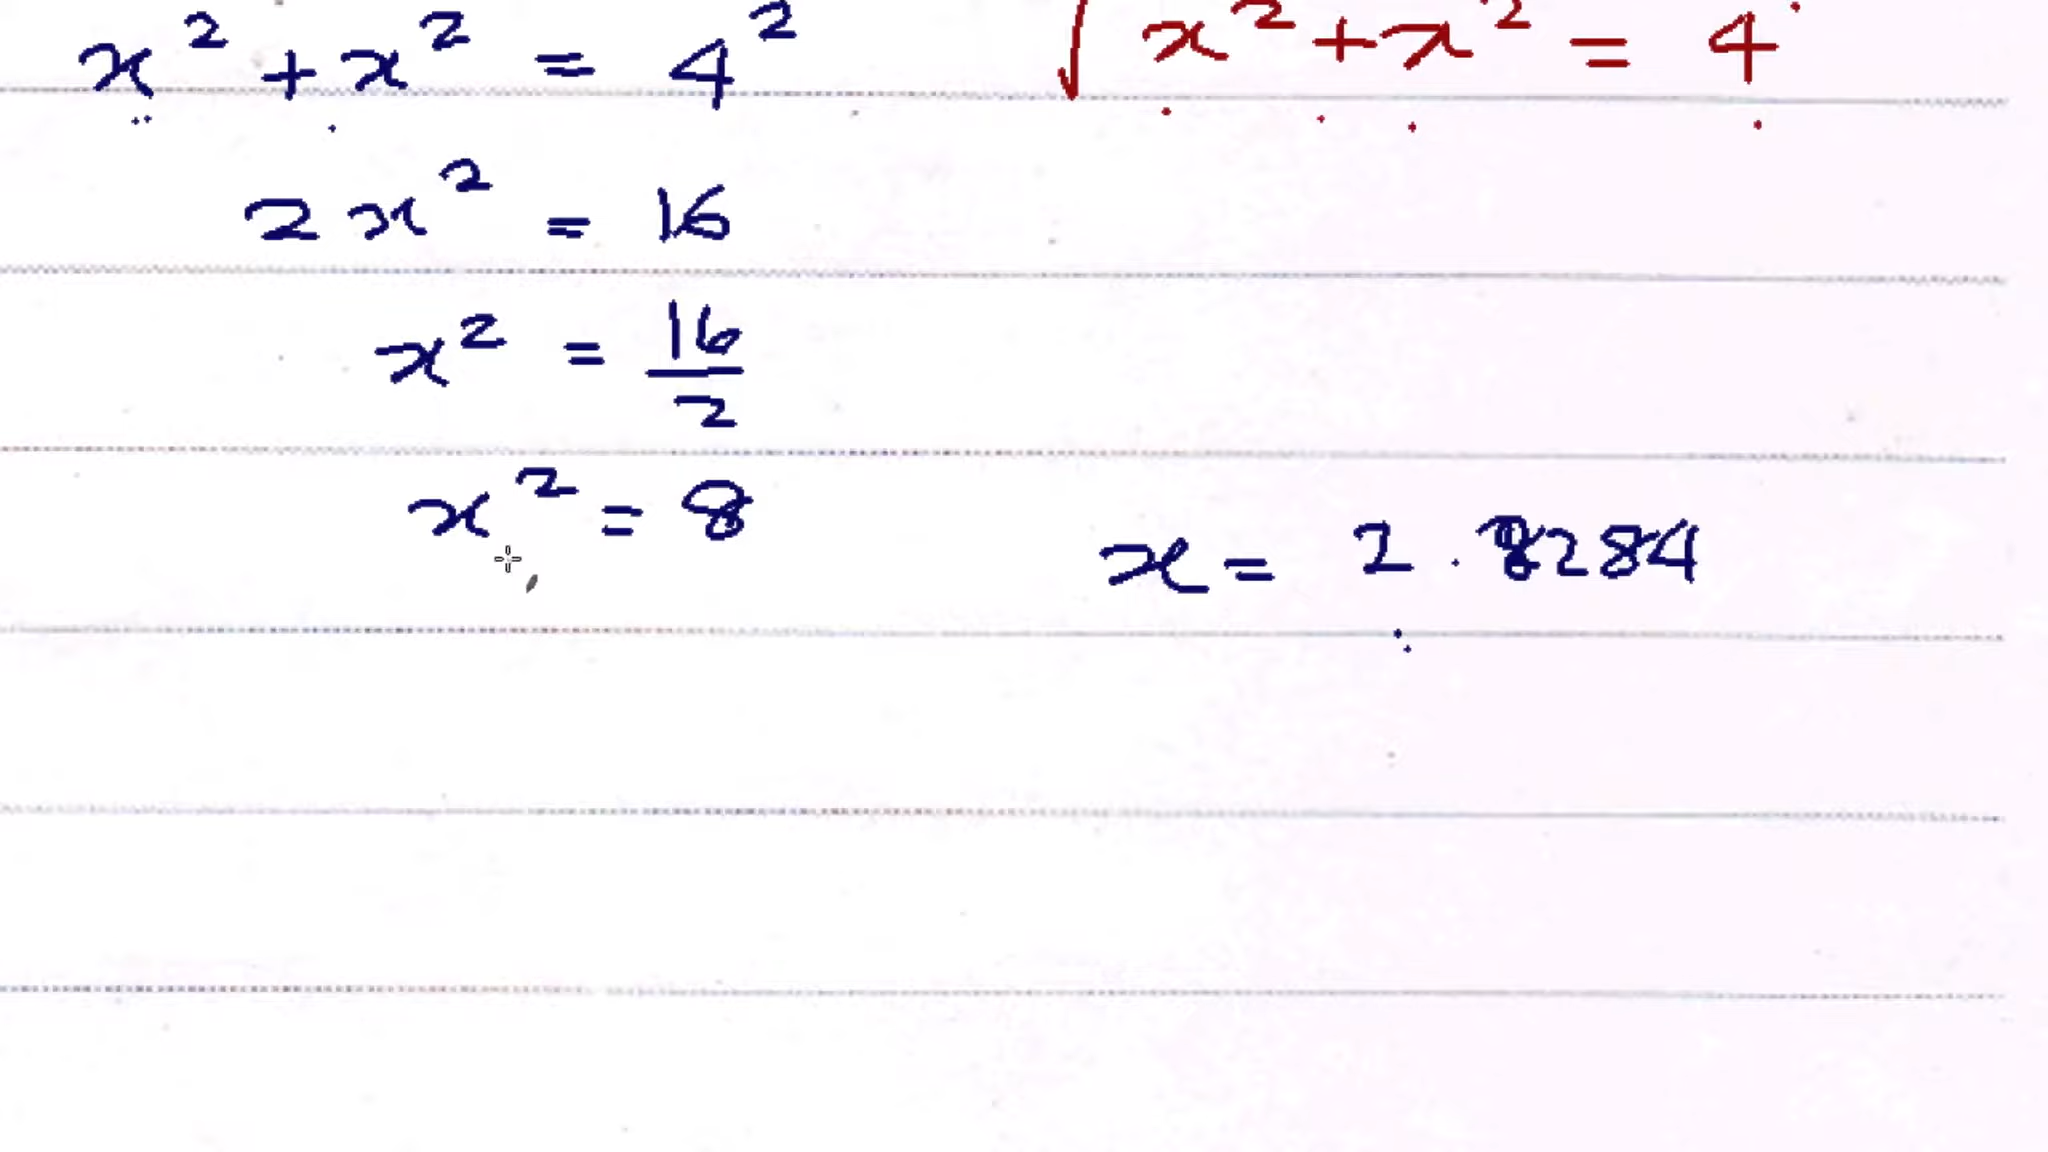 x² + x² = 4²
√x² + x² = 4
2x² = 16
x² = 16/2
x² = 8
x = 2.8284